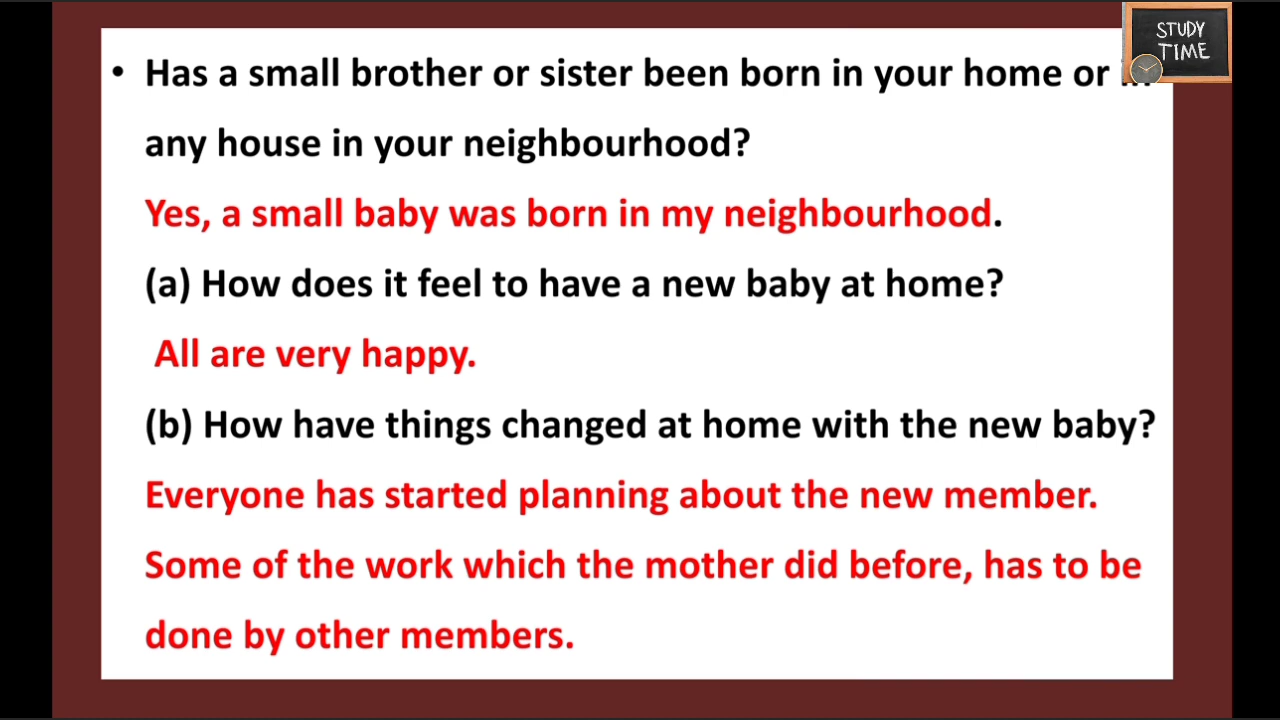 STUDY
TIME
• Has a small brother or sister been born in your home or
any house in your neighbourhood?
Yes, a small baby was born in my neighbourhood.
(a) How does it feel to have a new baby at home?
All are very happy.
(b) How have things changed at home with the new baby?
Everyone has started planning about the new member.
Some of the work which the mother did before, has to be
done by other members.